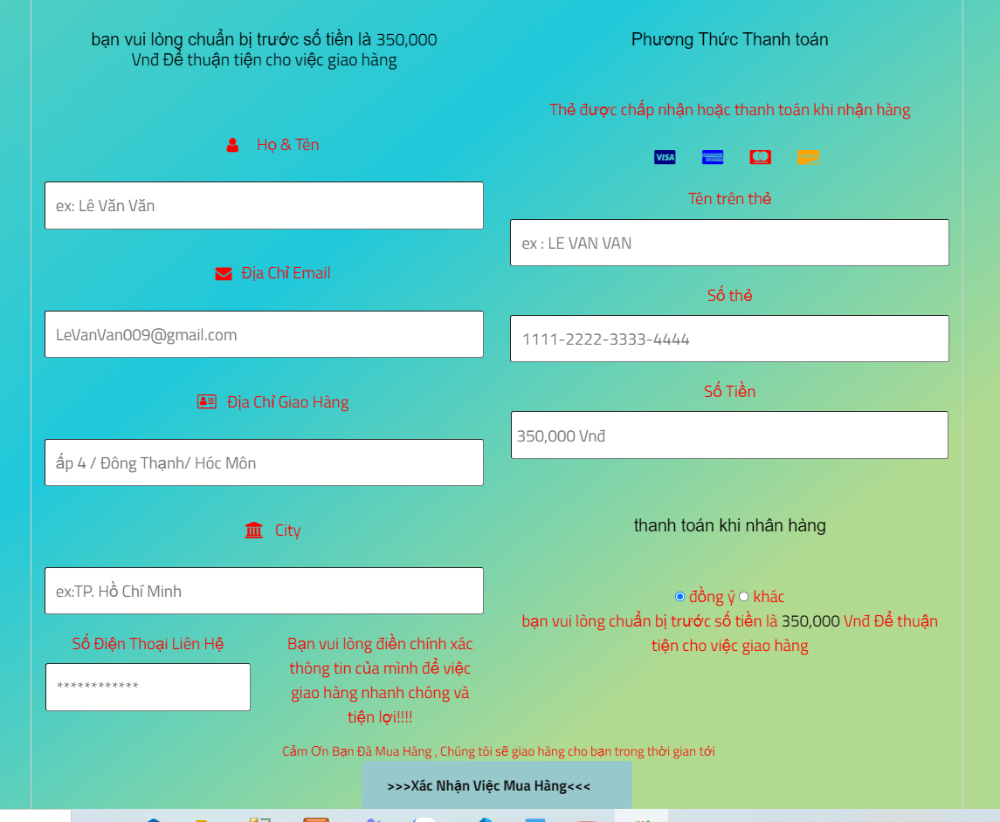 bạn vui lòng chuẩn bị trước số tiền là 350,000
Vnđ Để thuận tiện cho việc giao hàng
Họ & Tên
ex: Lê Văn Văn
Địa Chỉ Email
LeVanVan009@gmail.com
Địa Chỉ Giao Hàng
ấp 4 / Đông Thạnh/ Hóc Môn
City
ex:TP. Hồ Chí Minh
Số Điện Thoại Liên Hệ
************
Bạn vui lòng điền chính xác
thông tin của mình để việc
giao hàng nhanh chóng và
tiện lợi!!!!
Phương Thức Thanh toán
Thẻ được chấp nhận hoặc thanh toán khi nhận hàng
VISA
Tên trên thẻ
ex : LE VAN VAN
Số thẻ
1111-2222-3333-4444
Số Tiền
350,000 Vnđ
thanh toán khi nhân hàng
đồng ý khác
bạn vui lòng chuẩn bị trước số tiền là 350,000 Vnđ Để thuận
tiện cho việc giao hàng
Cảm Ơn Bạn Đã Mua Hàng , Chúng tôi sẽ giao hàng cho bạn trong thời gian tới
>>>Xác Nhận Việc Mua Hàng<<<